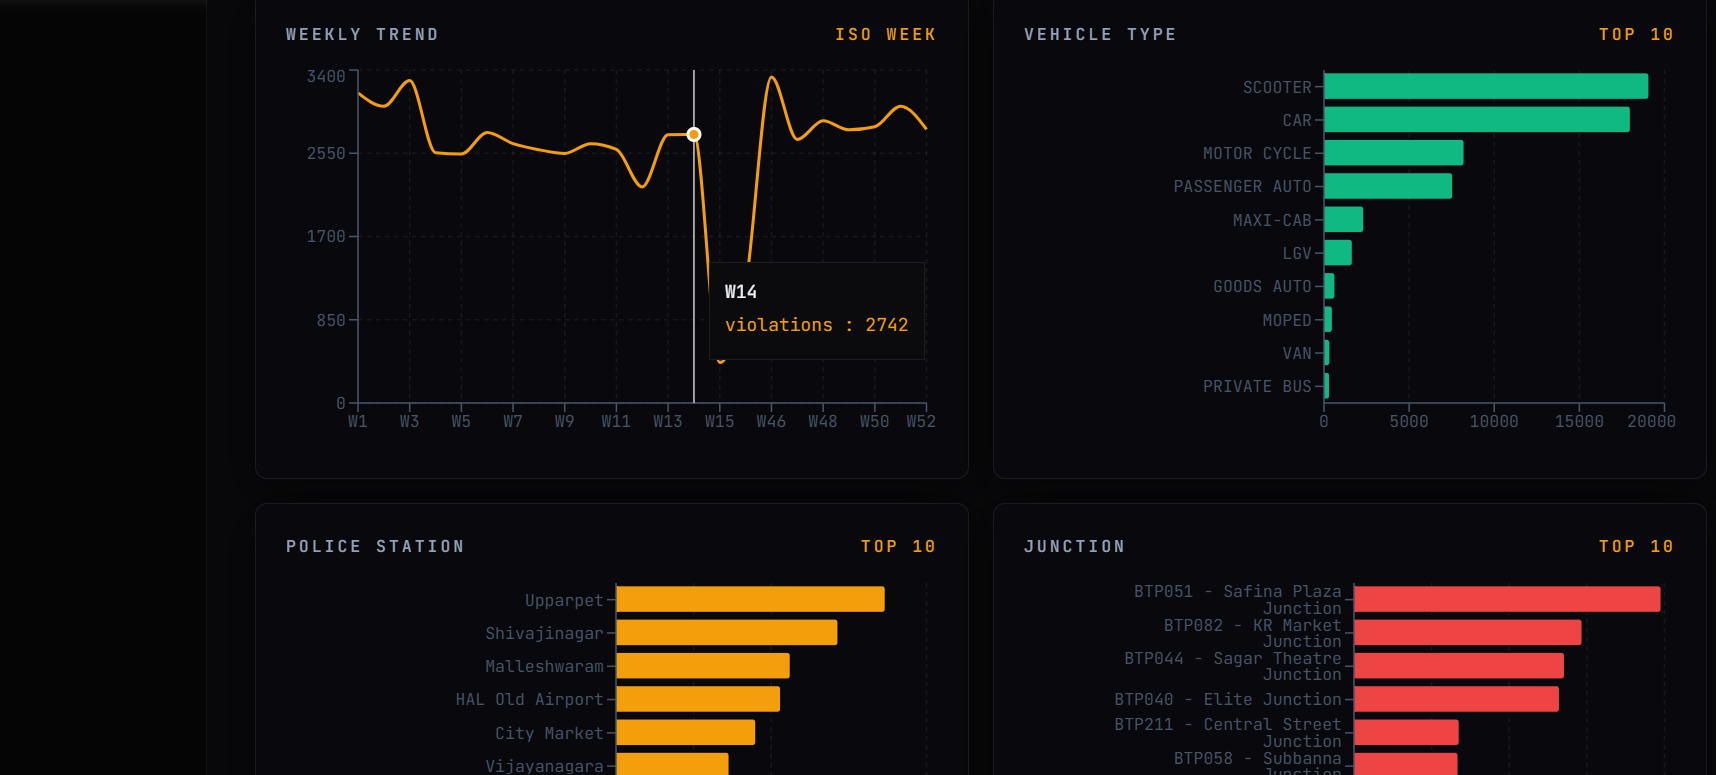 WEEKLY TREND
ISO WEEK
3400
2550
1700
850
0
W1 W3 W5 W7 W9 W11 W13 W15 W46 W48 W50 W52
W14
violations : 2742
VEHICLE TYPE
TOP 10
SCOOTER
CAR
MOTOR CYCLE
PASSENGER AUTO
MAXI-CAB
LGV
GOODS AUTO
MOPED
VAN
PRIVATE BUS
0 5000 10000 15000 20000
POLICE STATION
TOP 10
Upparpet
Shivajinagar
Malleshwaram
HAL Old Airport
City Market
Vijayanagara
JUNCTION
TOP 10
BTP051 - Safina Plaza
Junction
BTP082 - KR Market
Junction
BTP044 - Sagar Theatre
Junction
BTP040 - Elite Junction
BTP211 - Central Street
Junction
BTP058 - Subbanna
Junction